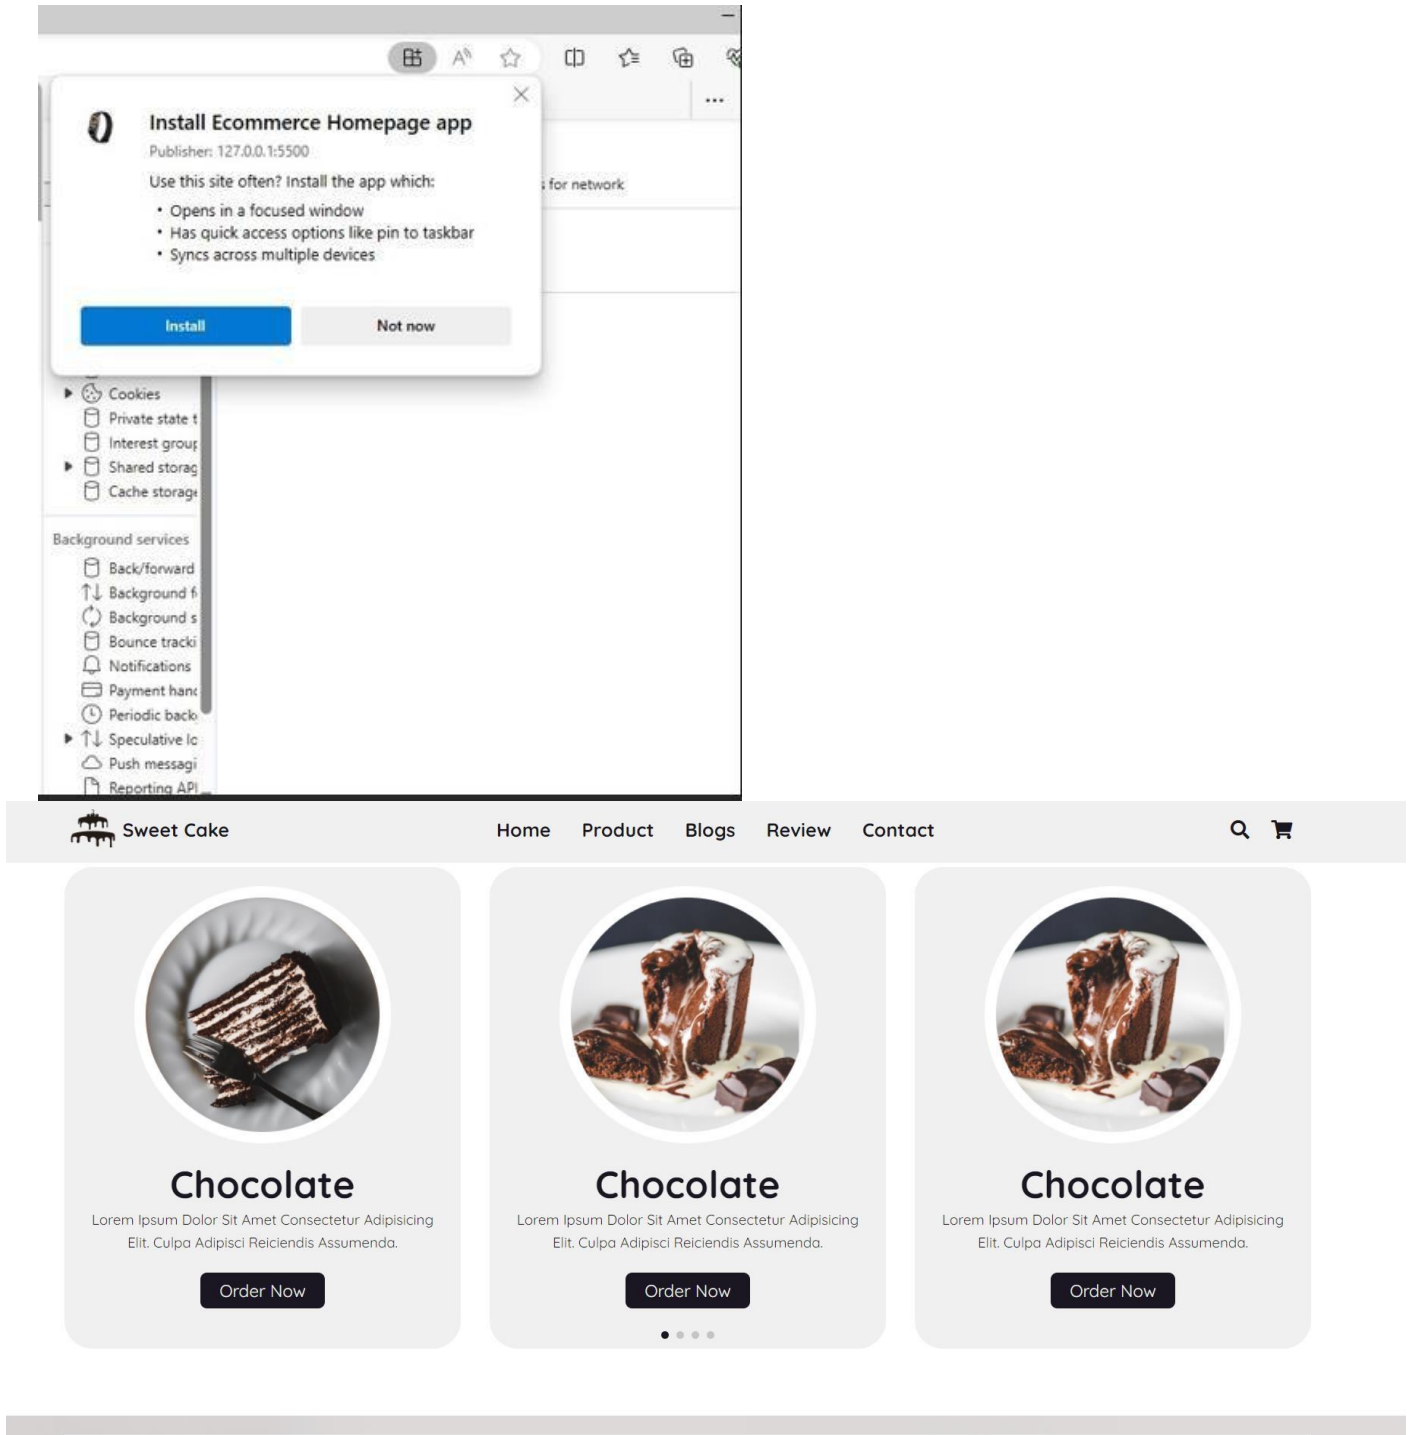 Install Ecommerce Homepage app
Publisher: 127.0.0.1:5500
Use this site often? Install the app which:
for network
• Opens in a focused window
• Has quick access options like pin to taskbar
• Syncs across multiple devices
Install
Not now
Cookies
Private state t
Interest group
Shared storag
Cache storage
Background services
Back/forward
Background f
Background s
Bounce tracki
Notifications
Payment hand
Periodic back
Speculative lo
Push messagi
Reporting API
Sweet Cake
Home Product Blogs Review Contact
Chocolate
Lorem Ipsum Dolor Sit Amet Consectetur Adipisicing
Elit. Culpa Adipisci Reiciendis Assumenda.
Order Now
Chocolate
Lorem Ipsum Dolor Sit Amet Consectetur Adipisicing
Elit. Culpa Adipisci Reiciendis Assumenda.
Order Now
Chocolate
Lorem Ipsum Dolor Sit Amet Consectetur Adipisicing
Elit. Culpa Adipisci Reiciendis Assumenda.
Order Now